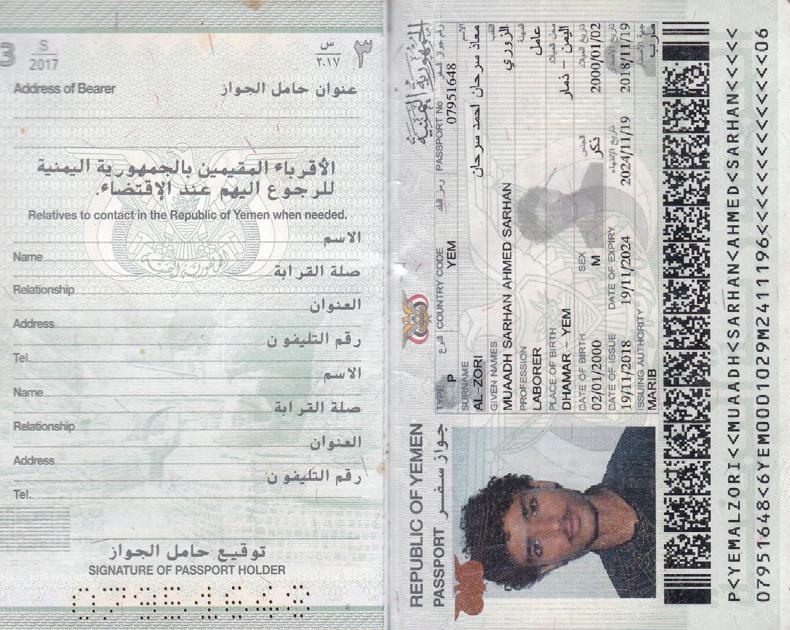 3 S 2017
س ٢٠١٧ ٣
Address of Bearer
عنوان حامل الجواز
الأقرباء المقيمين بالجمهورية اليمنية
للرجوع اليهم عند الإقتضاء.
Relatives to contact in the Republic of Yemen when needed.
Name الاسم
Relationship صلة القرابة
Address العنوان
Tel. رقم التليفون
Name الاسم
Relationship صلة القرابة
Address العنوان
Tel. رقم التليفون
توقيع حامل الجواز
SIGNATURE OF PASSPORT HOLDER
REPUBLIC OF YEMEN الجمهورية اليمنية
PASSPORT جواز سفر
TYPE النوع COUNTRY CODE رمز البلد PASSPORT No رقم جواز السفر
P YEM 07951648
SURNAME الاسم
AL-ZORI معاذ سرحان احمد سرحان
GIVEN NAMES اللقب
MUAADH SARHAN AHMED SARHAN الزوري
PROFESSION المهنة
LABORER عامل
PLACE OF BIRTH محل الميلاد
DHAMAR - YEM اليمن - ذمار
DATE OF BIRTH SEX الجنس تاريخ الميلاد
02/01/2000 M ذكر 2000/01/02
DATE OF ISSUE DATE OF EXPIRY تاريخ الإنتهاء تاريخ الإصدار
19/11/2018 19/11/2024 2024/11/19 2018/11/19
ISSUING AUTHORITY جهة الإصدار
MARIB مارب
P<YEMALZORI<<MUAADH<SARHAN<AHMED<SARHAN<<<<<
07951648<6YEM0001029M2411196<<<<<<<<<<<<<<06